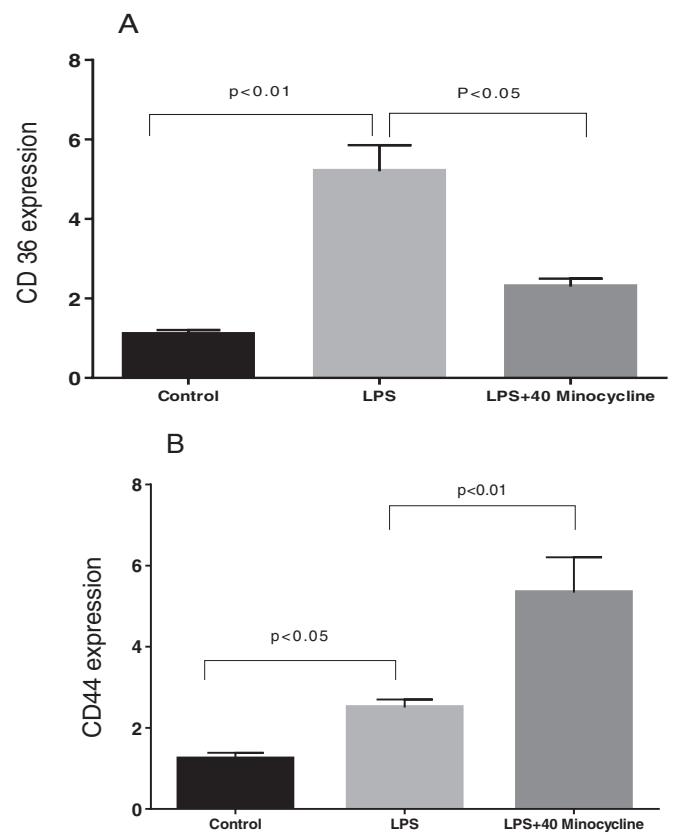 A
8
p<0.01
P<0.05
6
CD 36 expression
4
2
0
Control
LPS
LPS+40 Minocycline
B
8
p<0.01
6
CD44 expression
p<0.05
4
2
0
Control
LPS
LPS+40 Minocycline